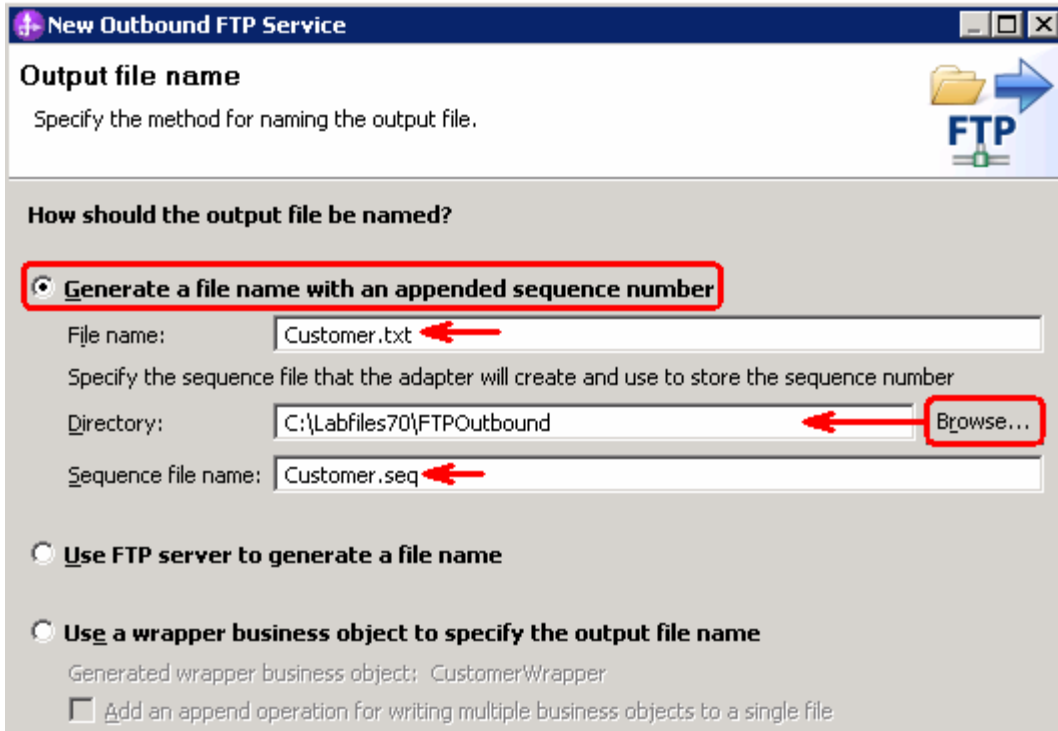 New Outbound FTP Service
Output file name
Specify the method for naming the output file.
FTP
How should the output file be named?
Generate a file name with an appended sequence number
File name: Customer.txt
Specify the sequence file that the adapter will create and use to store the sequence number
Directory: C:\Labfiles70\FTPOutbound Browse...
Sequence file name: Customer.seq
Use FTP server to generate a file name
Use a wrapper business object to specify the output file name
Generated wrapper business object: CustomerWrapper
Add an append operation for writing multiple business objects to a single file